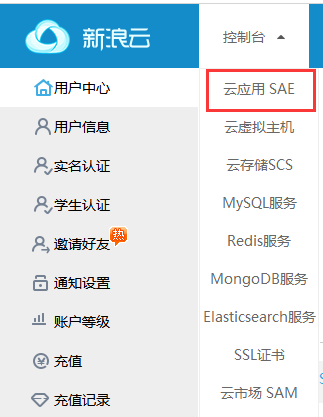 新浪云
控制台
用户中心
用户信息
实名认证
学生认证
邀请好友
热
通知设置
账户等级
充值
充值记录
云应用 SAE
云虚拟主机
云存储SCS
MySQL服务
Redis服务
MongoDB服务
Elasticsearch服务
SSL证书
云市场 SAM